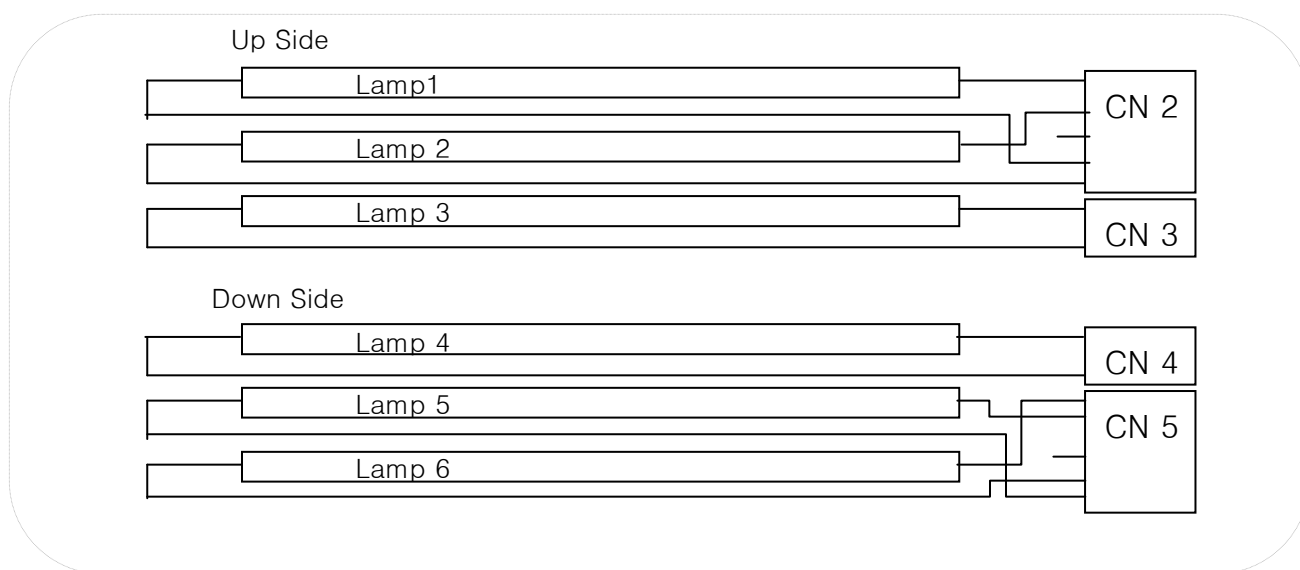 Up Side
Lamp1
CN 2
Lamp 2
Lamp 3
CN 3
Down Side
Lamp 4
CN 4
Lamp 5
CN 5
Lamp 6